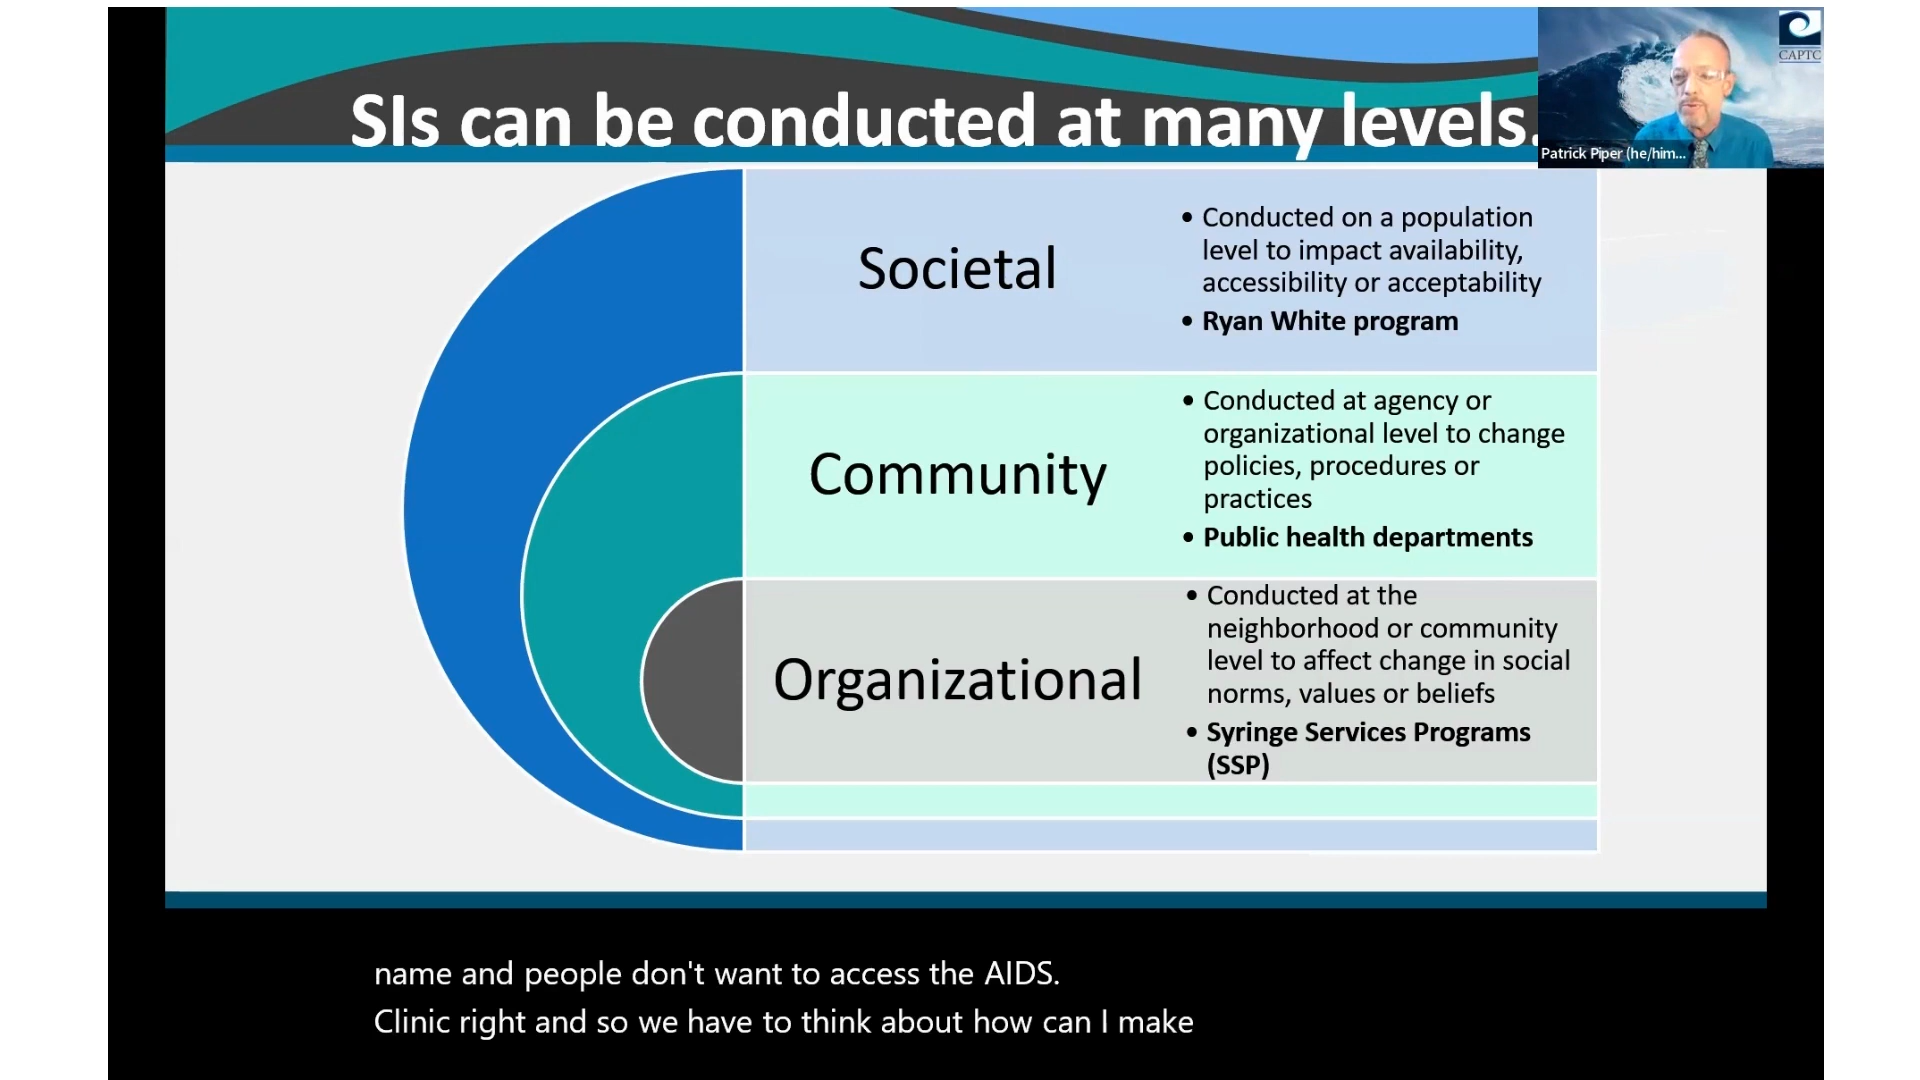 SIs can be conducted at many levels.
CAPTC
Patrick Piper (he/him...
Societal
• Conducted on a population
level to impact availability,
accessibility or acceptability
• Ryan White program
Community
• Conducted at agency or
organizational level to change
policies, procedures or
practices
• Public health departments
Organizational
• Conducted at the
neighborhood or community
level to affect change in social
norms, values or beliefs
• Syringe Services Programs
(SSP)
name and people don't want to access the AIDS.
Clinic right and so we have to think about how can I make